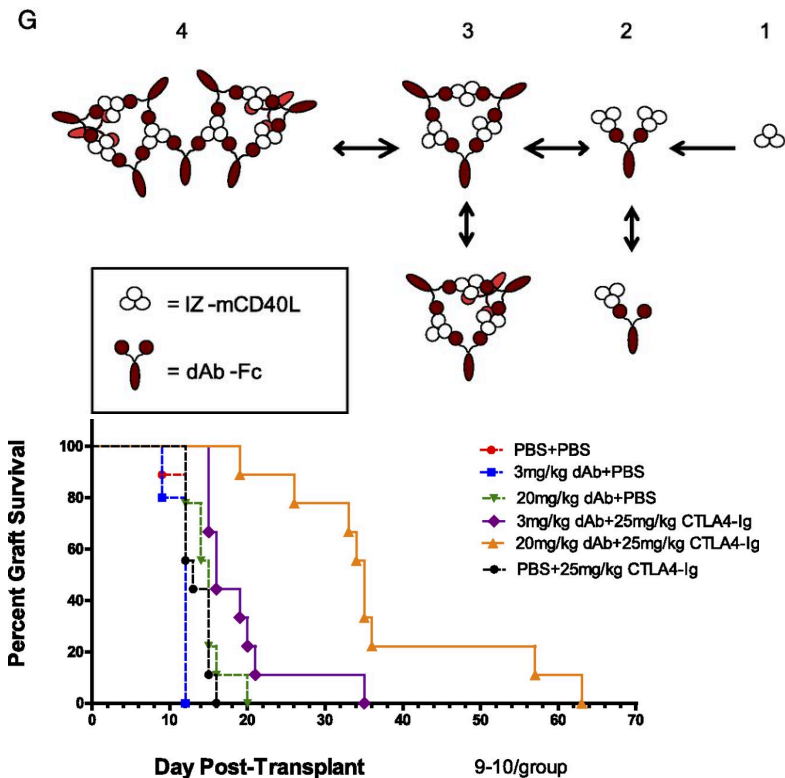 G
4 3 2 1
= IZ-mCD40L
= dAb-Fc
Percent Graft Survival
100
80
60
40
20
0
0 10 20 30 40 50 60 70
PBS+PBS
3mg/kg dAb+PBS
20mg/kg dAb+PBS
3mg/kg dAb+25mg/kg CTLA4-Ig
20mg/kg dAb+25mg/kg CTLA4-Ig
PBS+25mg/kg CTLA4-Ig
Day Post-Transplant
9-10/group